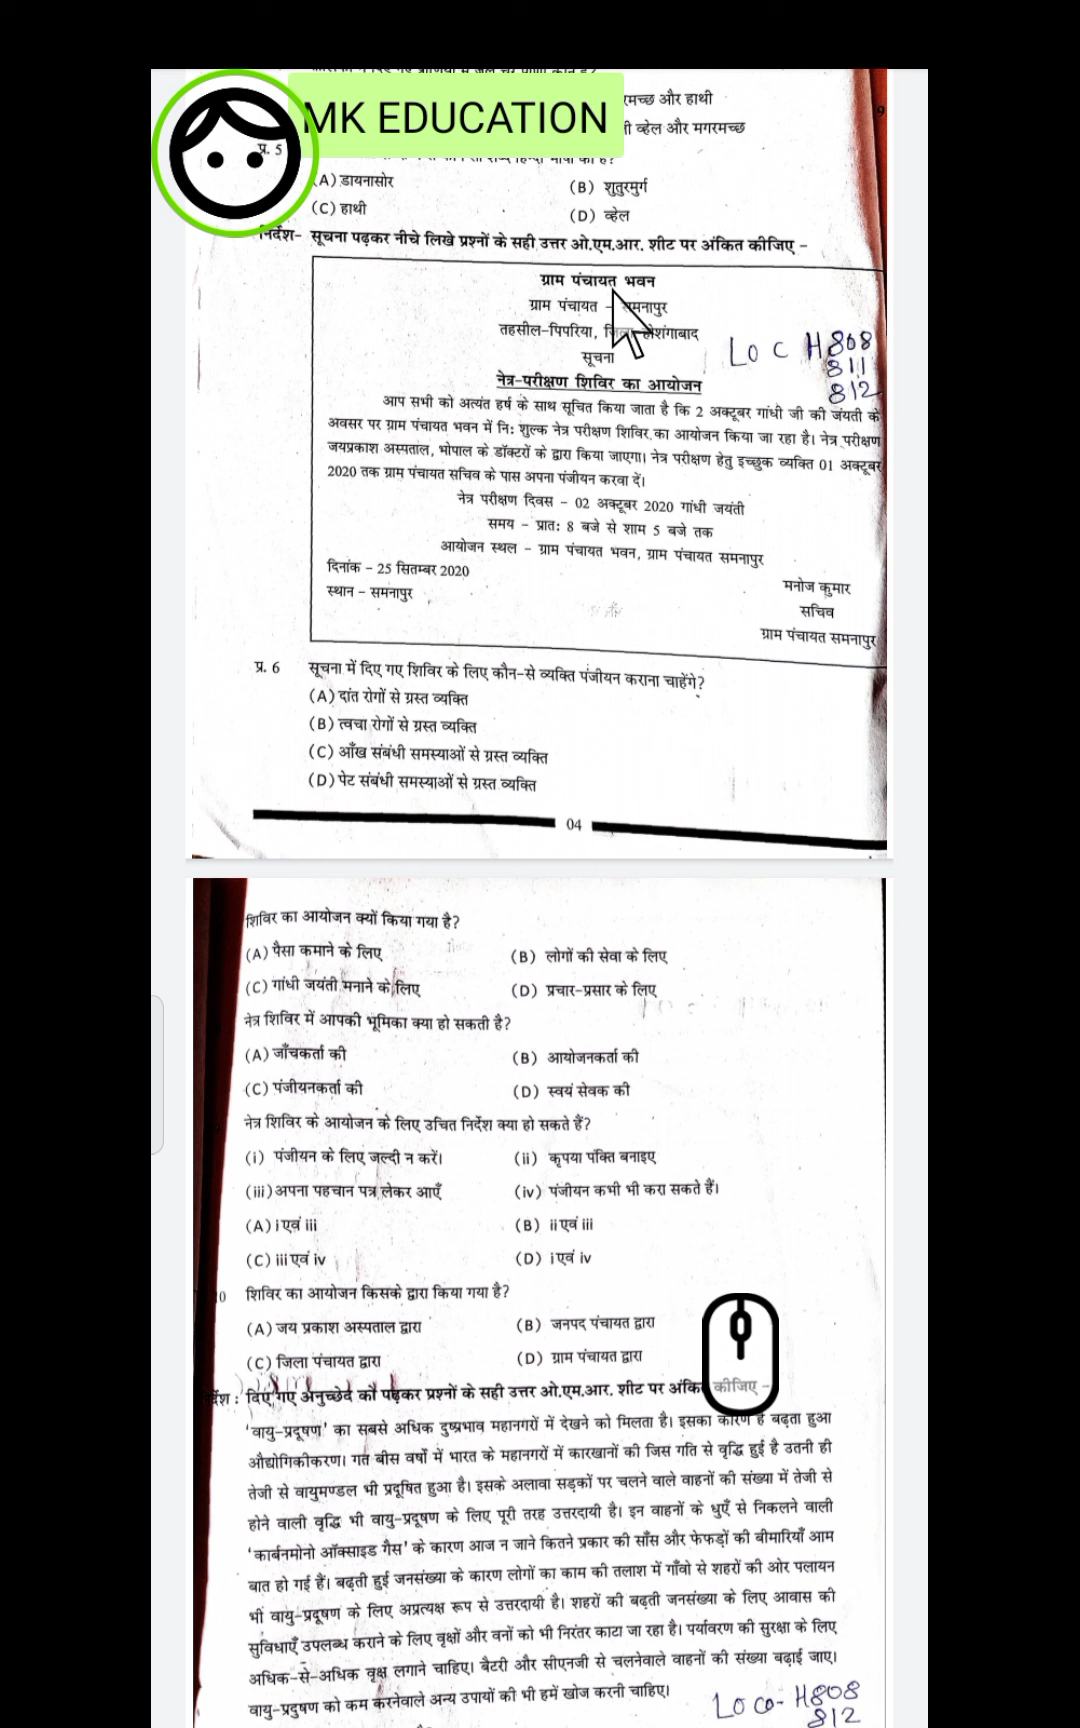 MK EDUCATION
और हाथी
व्हेल और मगरमच्छ
प्र. 5
(A) डायनासोर
(B) शुतुरमुर्ग
(C) हाथी
(D) व्हेल
निर्देश- सूचना पढ़कर नीचे लिखे प्रश्नों के सही उत्तर ओ.एम.आर. शीट पर अंकित कीजिए -
ग्राम पंचायत भवन
ग्राम पंचायत - समनापुर
तहसील-पिपरिया, जिला होशंगाबाद
सूचना
LOC H808
811
812
नेत्र-परीक्षण शिविर का आयोजन
आप सभी को अत्यंत हर्ष के साथ सूचित किया जाता है कि 2 अक्टूबर गांधी जी की जयंती के
अवसर पर ग्राम पंचायत भवन में नि: शुल्क नेत्र परीक्षण शिविर का आयोजन किया जा रहा है। नेत्र परीक्षण
जयप्रकाश अस्पताल, भोपाल के डॉक्टरों के द्वारा किया जाएगा। नेत्र परीक्षण हेतु इच्छुक व्यक्ति 01 अक्टूबर
2020 तक ग्राम पंचायत सचिव के पास अपना पंजीयन करवा दें।
नेत्र परीक्षण दिवस - 02 अक्टूबर 2020 गांधी जयंती
समय - प्रात: 8 बजे से शाम 5 बजे तक
आयोजन स्थल - ग्राम पंचायत भवन, ग्राम पंचायत समनापुर
दिनांक - 25 सितम्बर 2020
स्थान - समनापुर
मनोज कुमार
सचिव
ग्राम पंचायत समनापुर
प्र. 6 सूचना में दिए गए शिविर के लिए कौन-से व्यक्ति पंजीयन कराना चाहेंगे?
(A) दांत रोगों से ग्रस्त व्यक्ति
(B) त्वचा रोगों से ग्रस्त व्यक्ति
(C) आँख संबंधी समस्याओं से ग्रस्त व्यक्ति
(D) पेट संबंधी समस्याओं से ग्रस्त व्यक्ति
04
शिविर का आयोजन क्यों किया गया है?
(A) पैसा कमाने के लिए
(B) लोगों की सेवा के लिए
(C) गांधी जयंती मनाने के लिए
(D) प्रचार-प्रसार के लिए
नेत्र शिविर में आपकी भूमिका क्या हो सकती है?
(A) जाँचकर्ता की
(B) आयोजनकर्ता की
(C) पंजीयनकर्ता की
(D) स्वयं सेवक की
नेत्र शिविर के आयोजन के लिए उचित निर्देश क्या हो सकते हैं?
(i) पंजीयन के लिए जल्दी न करें।
(ii) कृपया पंक्ति बनाइए
(iii) अपना पहचान पत्र लेकर आएँ
(iv) पंजीयन कभी भी करा सकते हैं।
(A) i एवं iii
(B) ii एवं iii
(C) iii एवं iv
(D) i एवं iv
0 शिविर का आयोजन किसके द्वारा किया गया है?
(A) जय प्रकाश अस्पताल द्वारा
(B) जनपद पंचायत द्वारा
(C) जिला पंचायत द्वारा
(D) ग्राम पंचायत द्वारा
र्देश : दिए गए अनुच्छेद को पढ़कर प्रश्नों के सही उत्तर ओ.एम.आर. शीट पर अंकित कीजिए -
'वायु-प्रदूषण' का सबसे अधिक दुष्प्रभाव महानगरों में देखने को मिलता है। इसका कारण है बढ़ता हुआ
औद्योगिकीकरण। गत बीस वर्षों में भारत के महानगरों में कारखानों की जिस गति से वृद्धि हुई है उतनी ही
तेजी से वायुमण्डल भी प्रदूषित हुआ है। इसके अलावा सड़कों पर चलने वाले वाहनों की संख्या में तेजी से
होने वाली वृद्धि भी वायु-प्रदूषण के लिए पूरी तरह उत्तरदायी है। इन वाहनों के धुएँ से निकलने वाली
'कार्बनमोनो ऑक्साइड गैस' के कारण आज न जाने कितने प्रकार की साँस और फेफड़ों की बीमारियाँ आम
बात हो गई हैं। बढ़ती हुई जनसंख्या के कारण लोगों का काम की तलाश में गाँवो से शहरों की ओर पलायन
भी वायु-प्रदूषण के लिए अप्रत्यक्ष रूप से उत्तरदायी है। शहरों की बढ़ती जनसंख्या के लिए आवास की
सुविधाएँ उपलब्ध कराने के लिए वृक्षों और वनों को भी निरंतर काटा जा रहा है। पर्यावरण की सुरक्षा के लिए
अधिक-से-अधिक वृक्ष लगाने चाहिए। बैटरी और सीएनजी से चलनेवाले वाहनों की संख्या बढ़ाई जाए।
वायु-प्रदुषण को कम करनेवाले अन्य उपायों की भी हमें खोज करनी चाहिए।
LOCO-H808
812